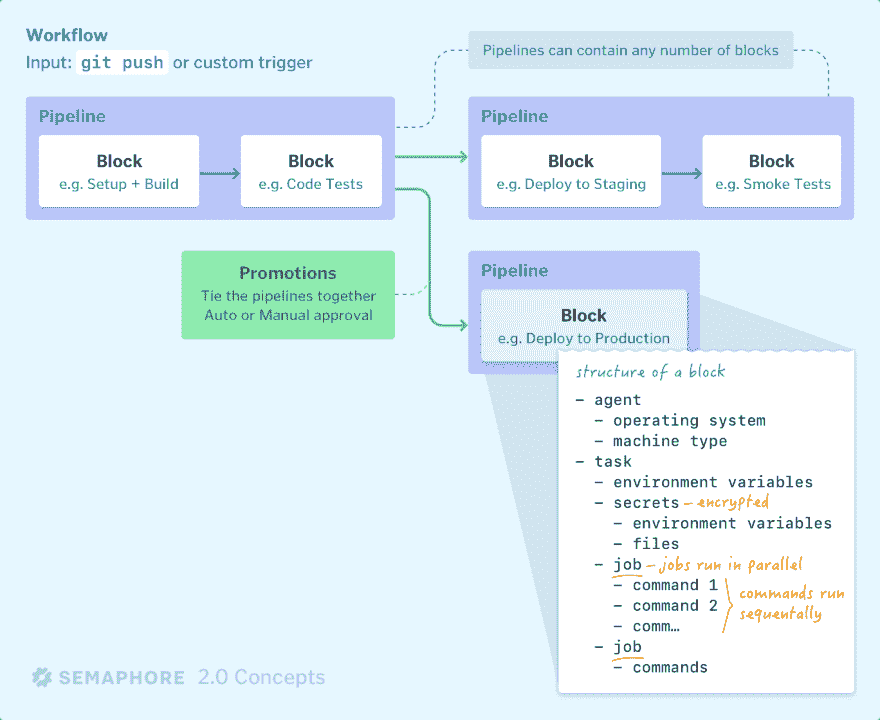 Workflow
Input: git push or custom trigger
Pipelines can contain any number of blocks
Pipeline
Block
e.g. Setup + Build
Block
e.g. Code Tests
Pipeline
Block
e.g. Deploy to Staging
Block
e.g. Smoke Tests
Promotions
Tie the pipelines together
Auto or Manual approval
Pipeline
Block
e.g. Deploy to Production
structure of a block
- agent
- operating system
- machine type
- task
- environment variables
- secrets - encrypted
- environment variables
- files
- job - jobs run in parallel
- command 1
- command 2
- comm…
commands run
sequentally
- job
- commands
SEMAPHORE 2.0 Concepts